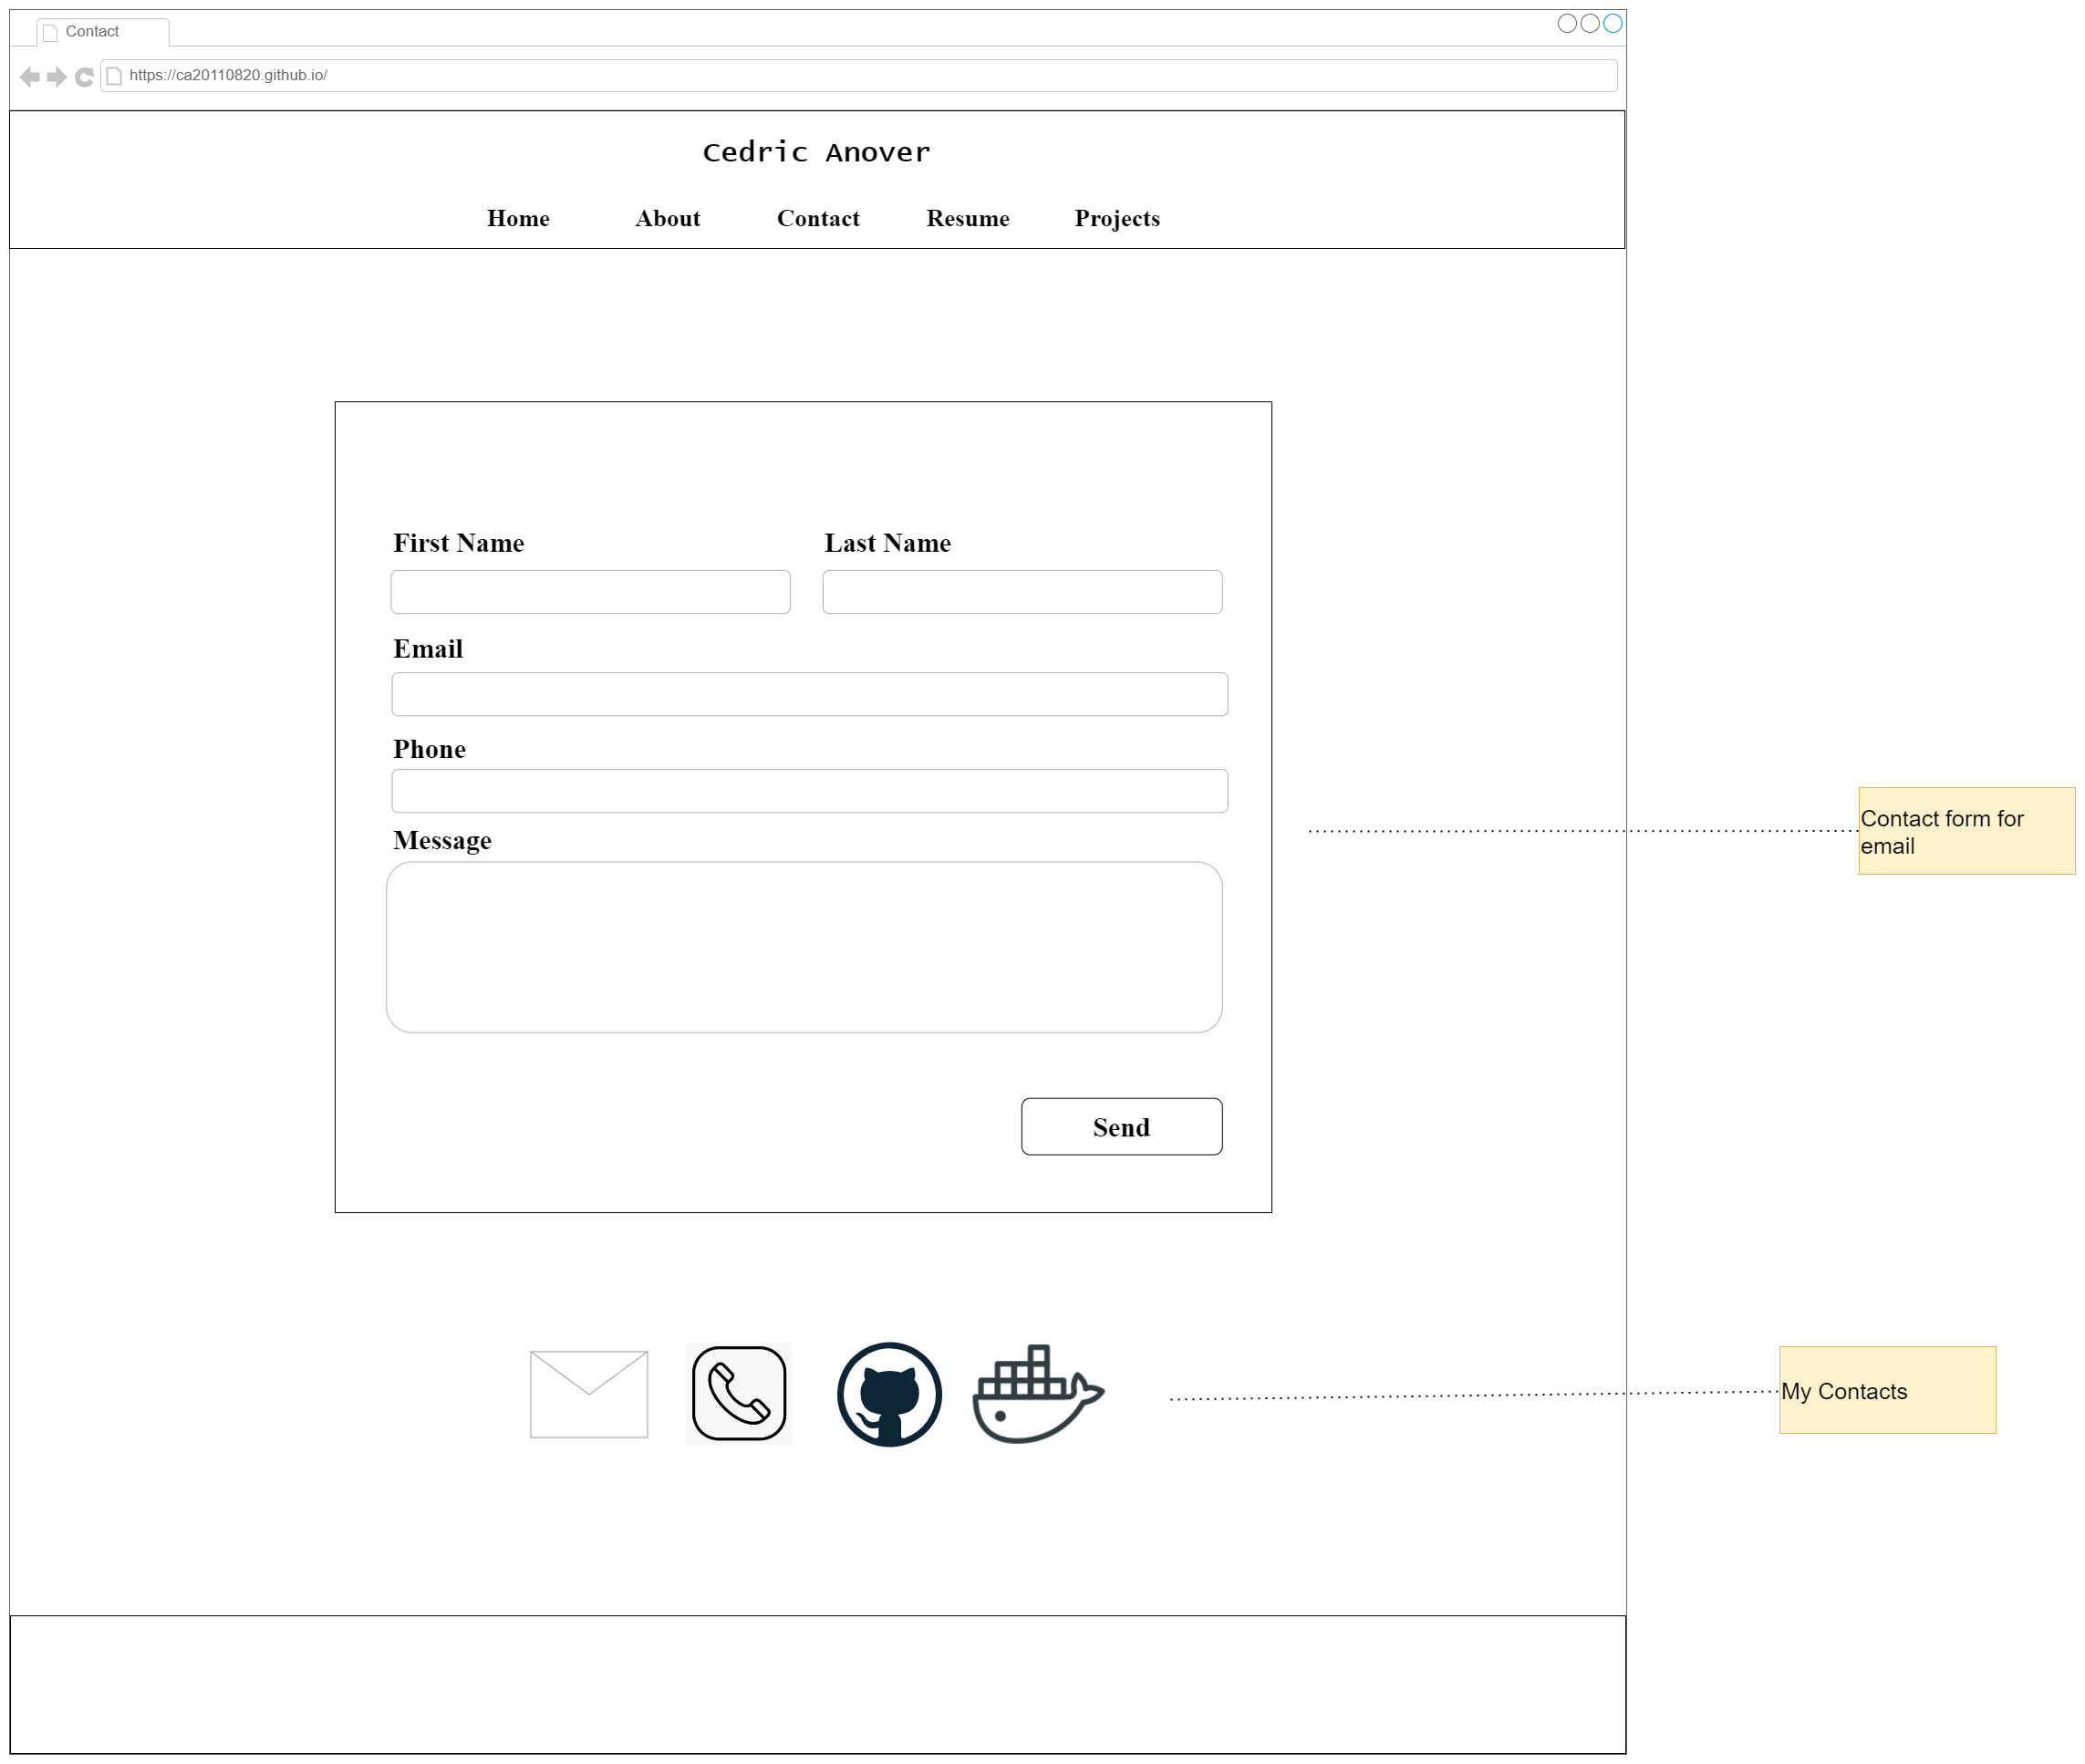 Contact
https://ca20110820.github.io/
Cedric Anover
Home About Contact Resume Projects
First Name Last Name
Email
Phone
Message
Contact form for
email
Send
My Contacts